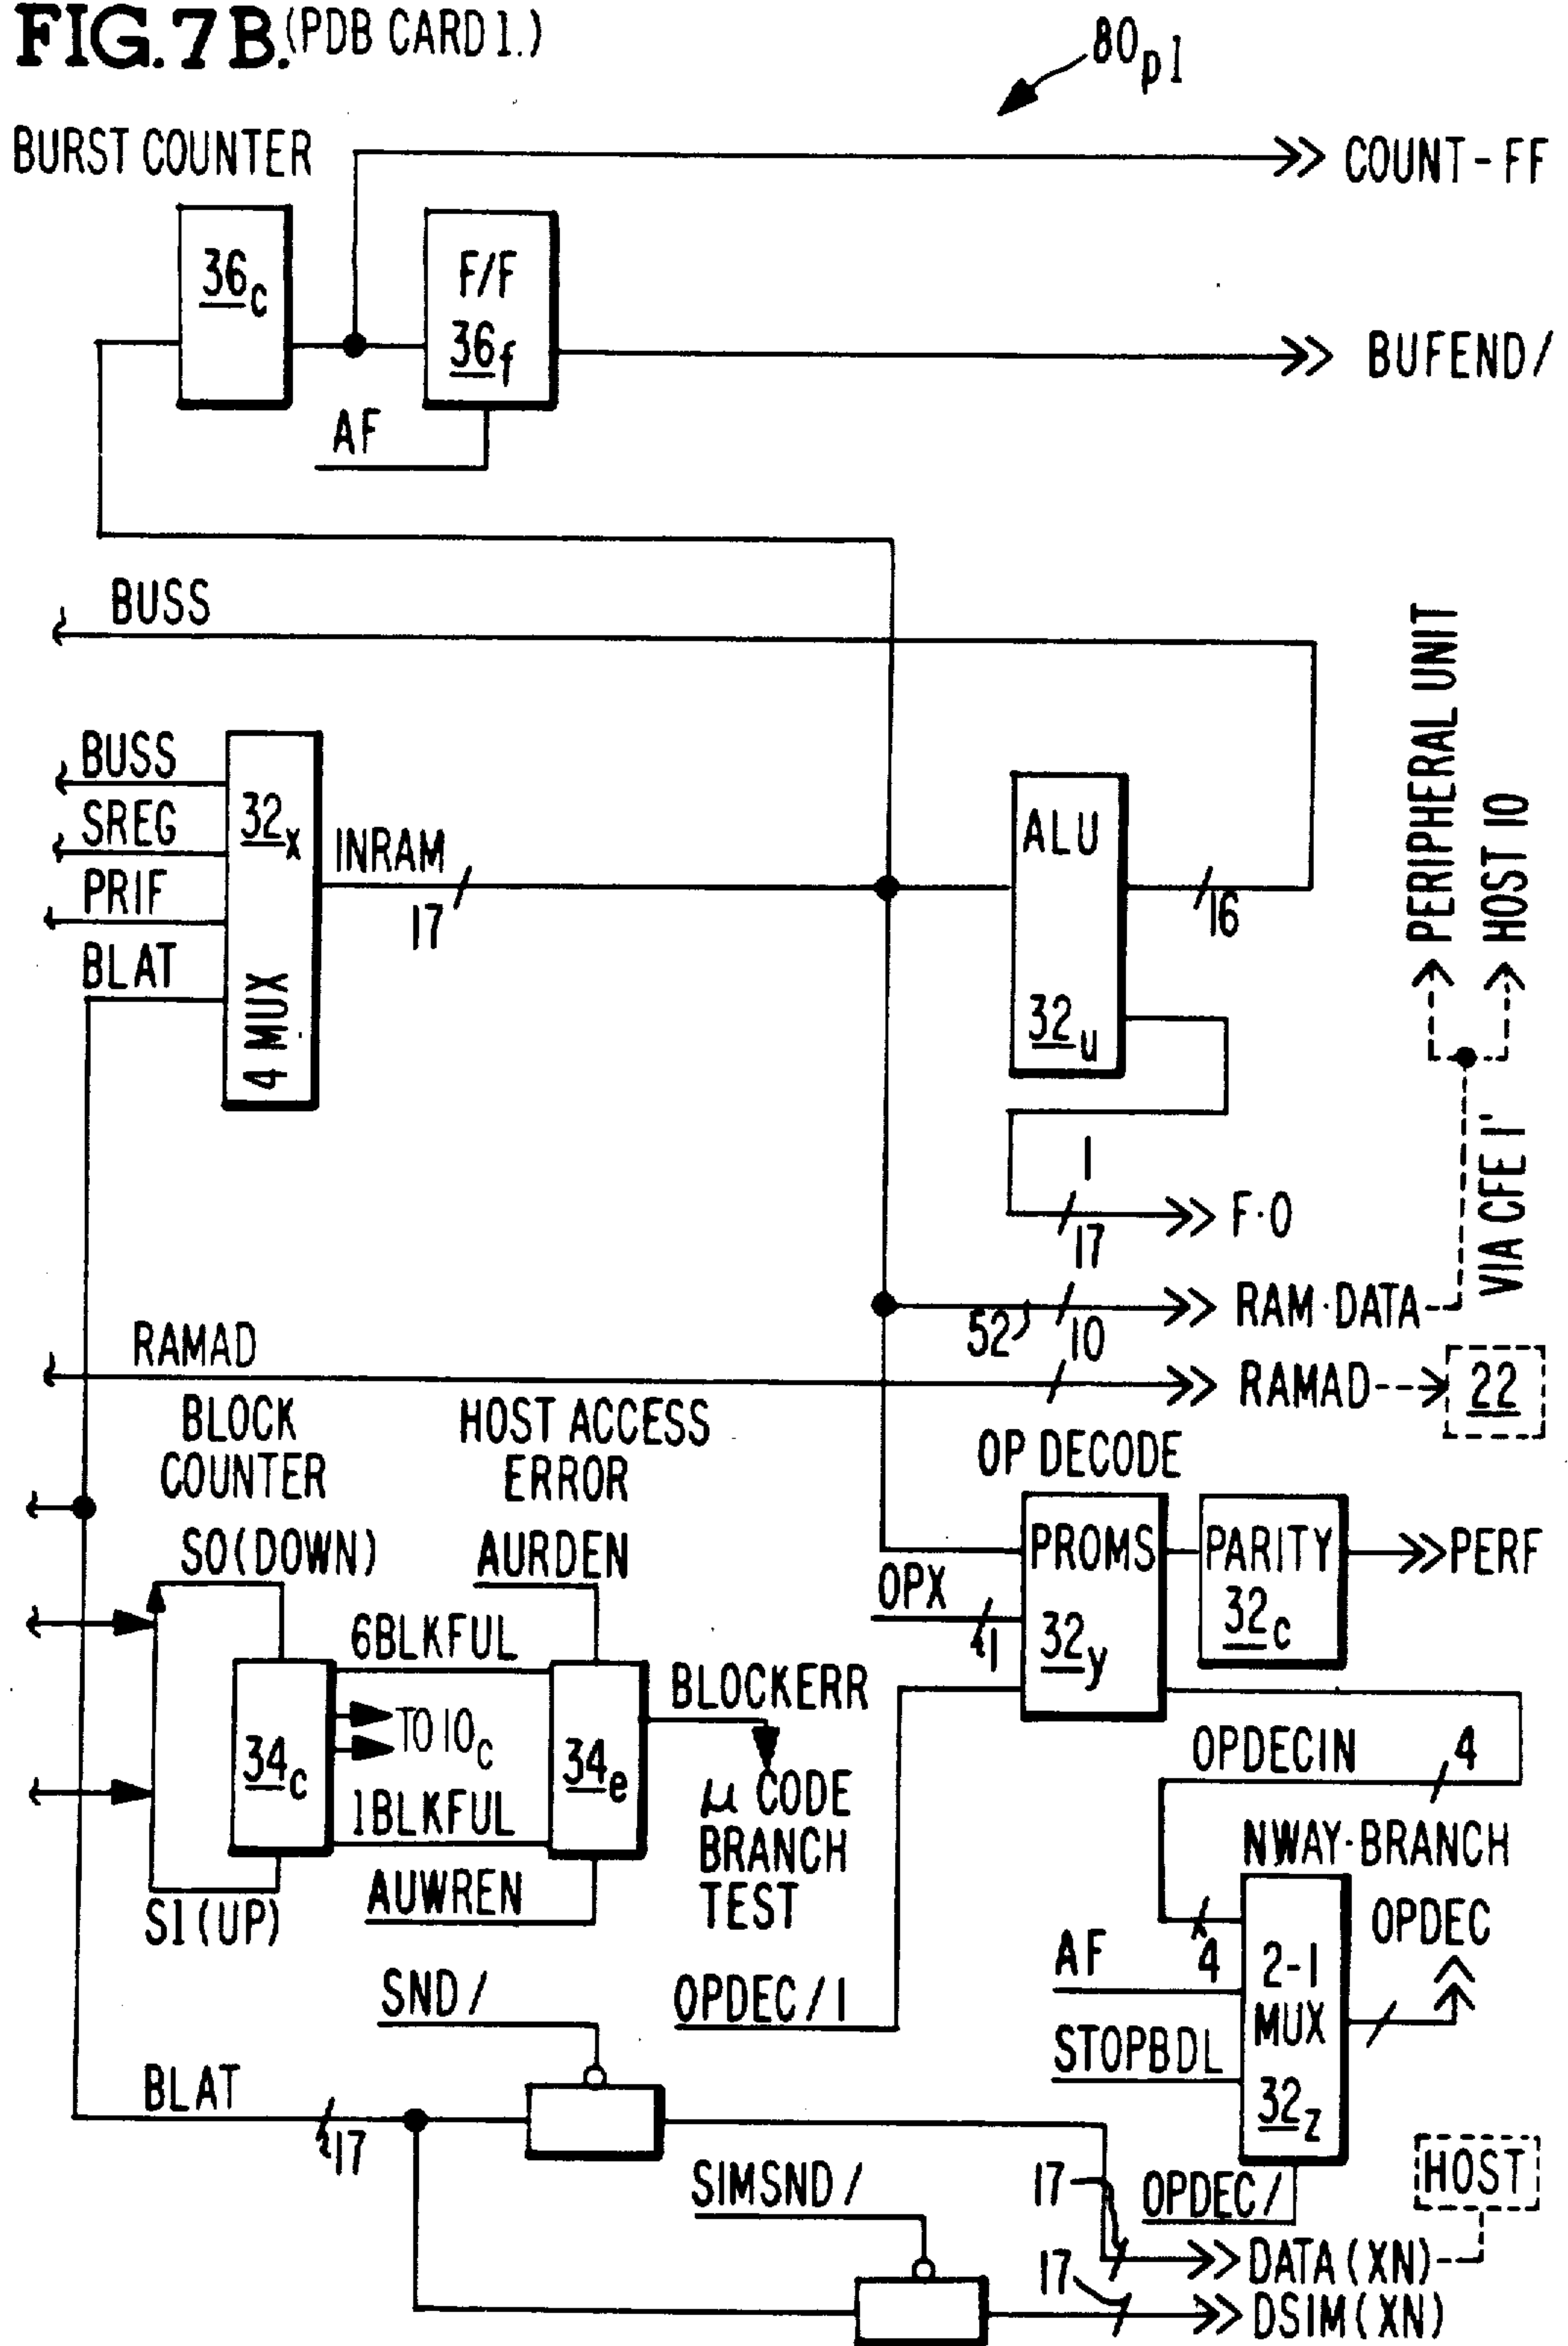 FIG.7B. (PDB CARD 1.)
80p1
BURST COUNTER
COUNT-FF
36c
F/F
36f
BUFEND/
AF
BUSS
BUSS
SREG
PRIF
BLAT
32x
4 MUX
INRAM
17
ALU
32u
16
PERIPHERAL UNIT
HOST 10
VIA CFE 1'
1
F·O
17
52
RAM·DATA
10
RAMAD
RAMAD
22
BLOCK
COUNTER
HOST ACCESS
ERROR
OP DECODE
S0(DOWN)
AURDEN
PROMS
32y
PARITY
32c
PERF
OPX
1
6BLKFUL
BLOCKERR
34c
TO 10c
34e
μ CODE
BRANCH
TEST
1BLKFUL
AUWREN
S1(UP)
OPDECIN
4
NWAY·BRANCH
OPDEC
4
AF
2-1
MUX
32z
STOPBDL
OPDEC/1
SND/
BLAT
17
SIMSND/
17
OPDEC/
HOST
DATA(XN)
17
DSIM(XN)